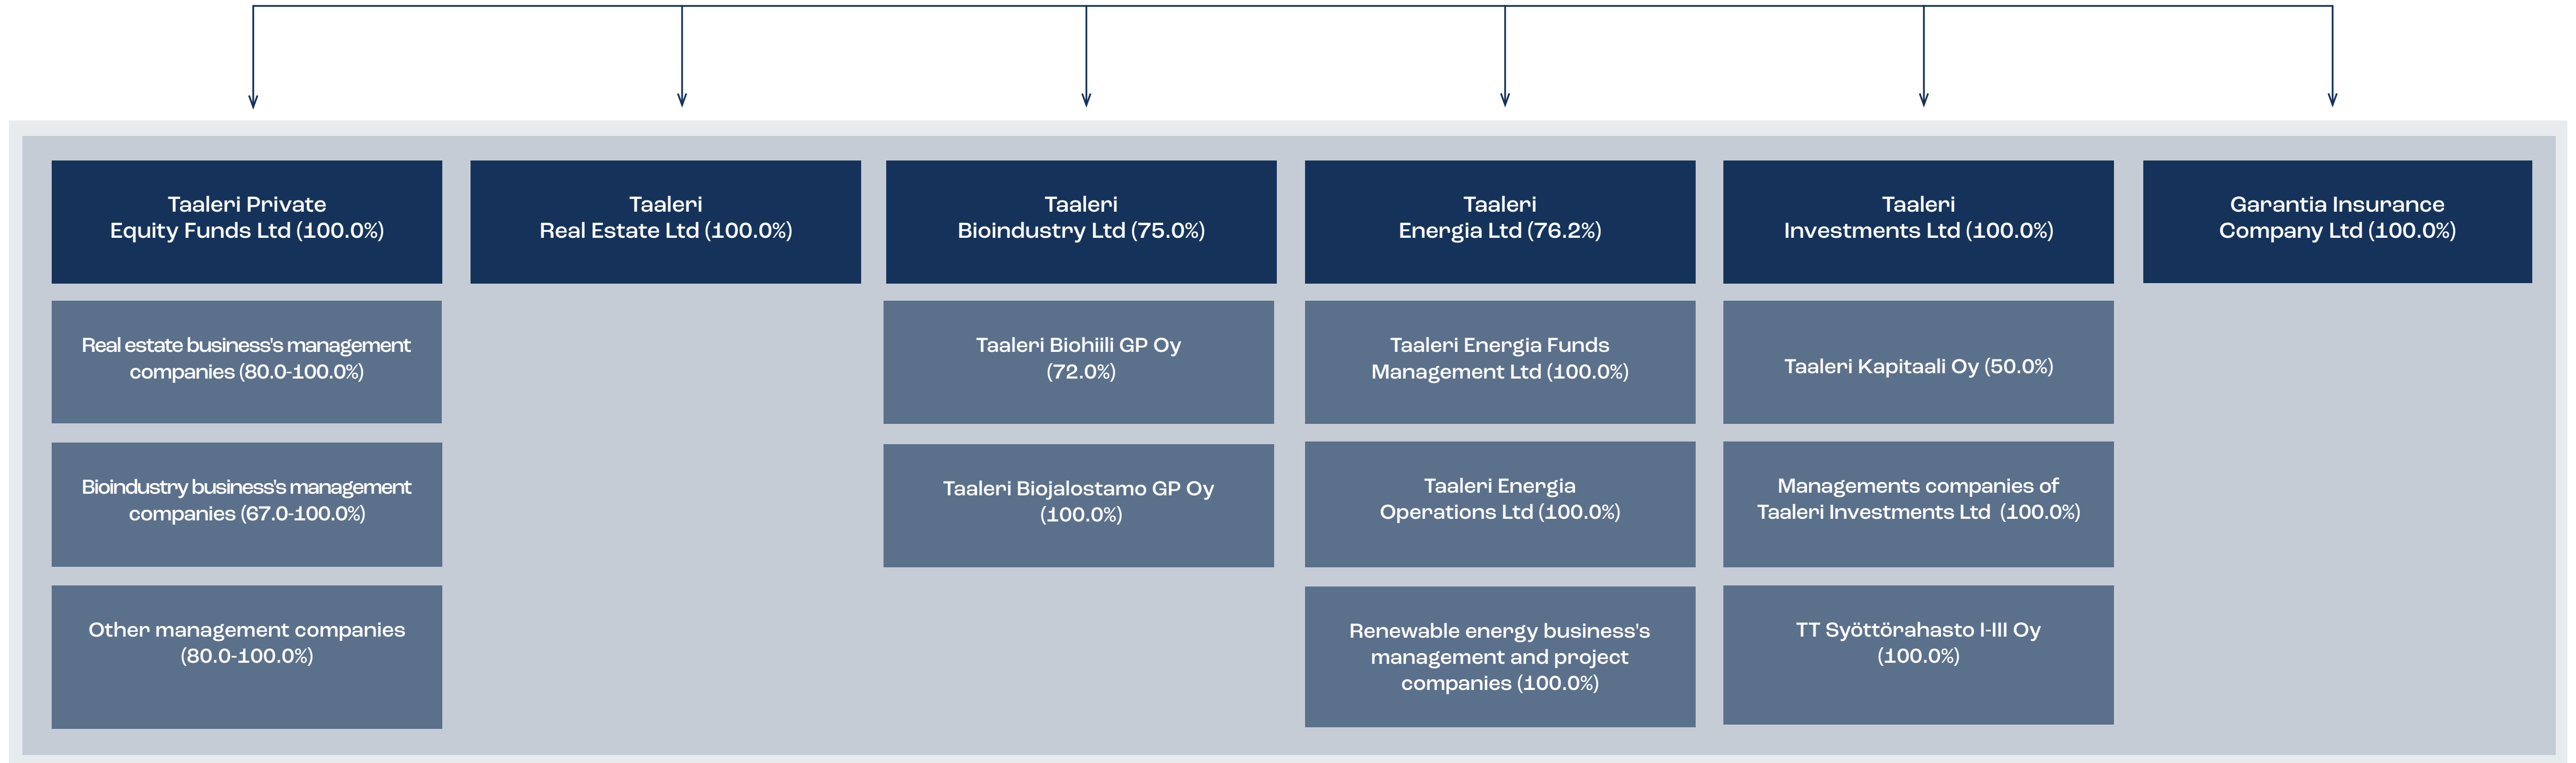 Taaleri Private
Equity Funds Ltd (100.0%)
Real estate business's management
companies (80.0-100.0%)
Bioindustry business's management
companies (67.0-100.0%)
Other management companies
(80.0-100.0%)
Taaleri
Real Estate Ltd (100.0%)
Taaleri
Bioindustry Ltd (75.0%)
Taaleri Biohiili GP Oy
(72.0%)
Taaleri Biojalostamo GP Oy
(100.0%)
Taaleri
Energia Ltd (76.2%)
Taaleri Energia Funds
Management Ltd (100.0%)
Taaleri Energia
Operations Ltd (100.0%)
Renewable energy business's
management and project
companies (100.0%)
Taaleri
Investments Ltd (100.0%)
Taaleri Kapitaali Oy (50.0%)
Managements companies of
Taaleri Investments Ltd  (100.0%)
TT Syöttörahasto I-III Oy
(100.0%)
Garantia Insurance
Company Ltd (100.0%)